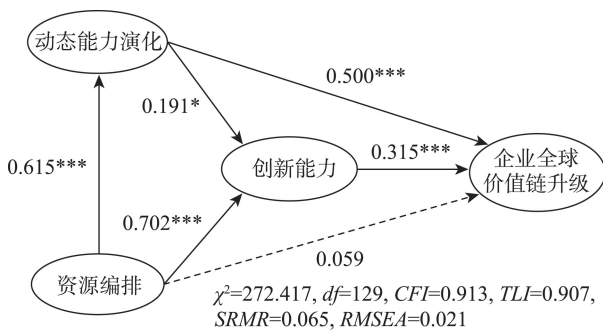 动态能力演化
0.500***
0.191*
0.615***
创新能力
0.315***
企业全球
价值链升级
0.702***
0.059
资源编排
χ²=272.417, df=129, CFI=0.913, TLI=0.907,
SRMR=0.065, RMSEA=0.021